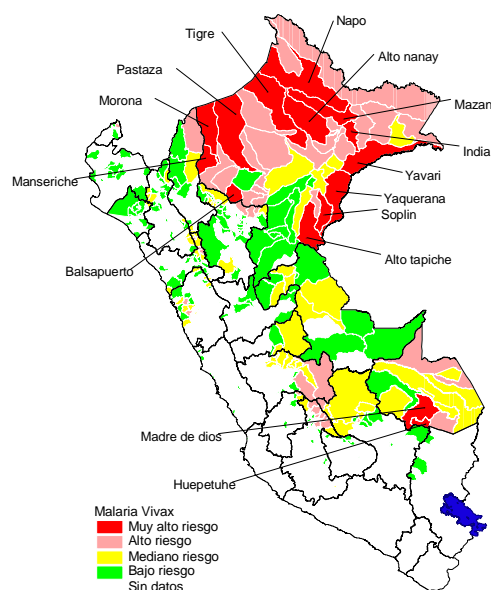 Napo
Tigre
Alto nanay
Pastaza
Morona
Mazan
India
Manseriche
Yavari
Yaquerana
Soplin
Balsapuerto
Alto tapiche
Madre de dios
Huepetuhe
Malaria Vivax
Muy alto riesgo
Alto riesgo
Mediano riesgo
Bajo riesgo
Sin datos